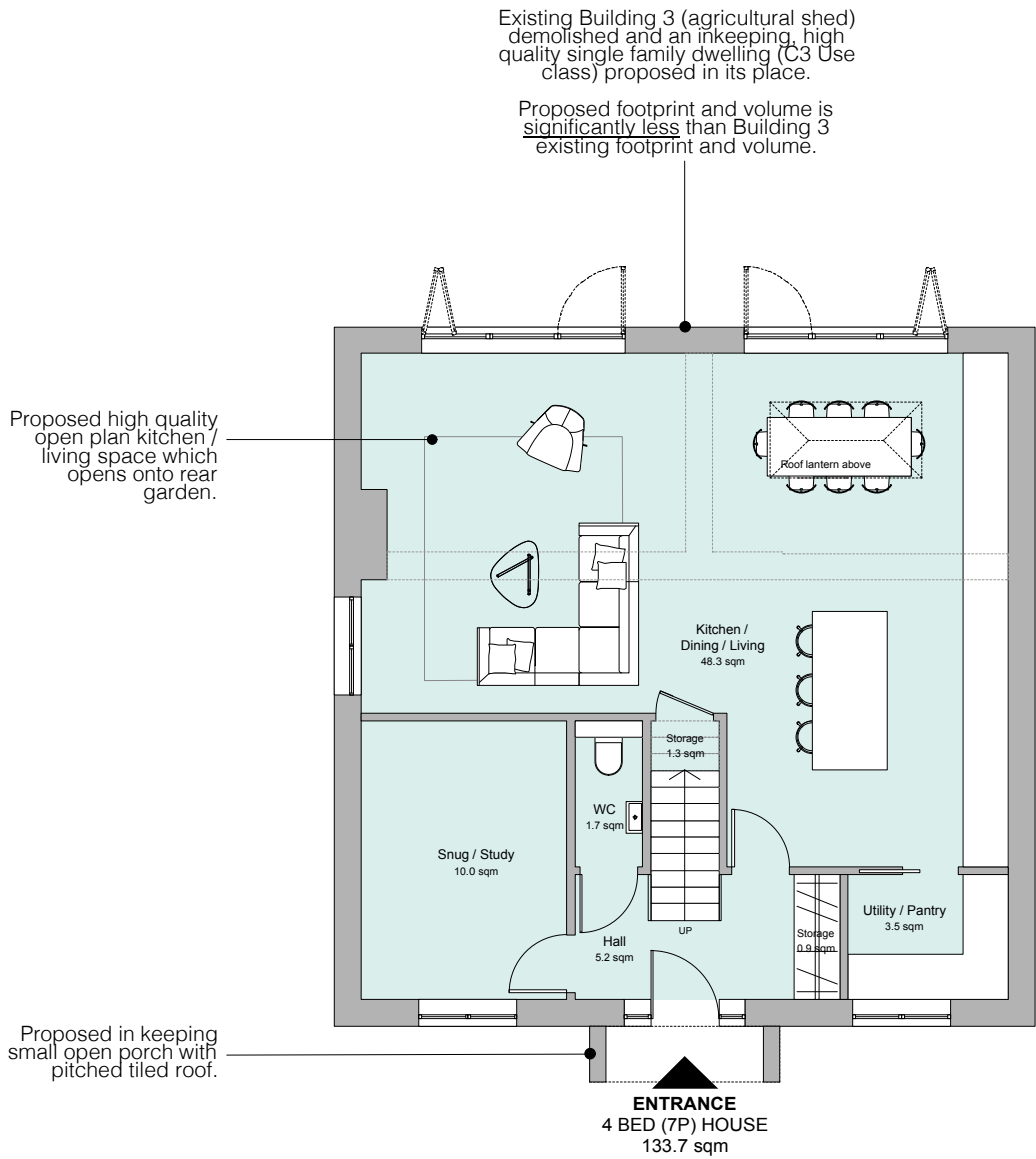 Existing Building 3 (agricultural shed)
demolished and an inkeeping, high
quality single family dwelling (C3 Use
class) proposed in its place.
Proposed footprint and volume is
significantly less than Building 3
existing footprint and volume.
Proposed high quality
open plan kitchen /
living space which
opens onto rear
garden.
Roof lantern above
Kitchen /
Dining / Living
48.3 sqm
Storage
1.3 sqm
WC
1.7 sqm
Snug / Study
10.0 sqm
Hall
5.2 sqm
UP
Storage
0.9 sqm
Utility / Pantry
3.5 sqm
Proposed in keeping
small open porch with
pitched tiled roof.
ENTRANCE
4 BED (7P) HOUSE
133.7 sqm